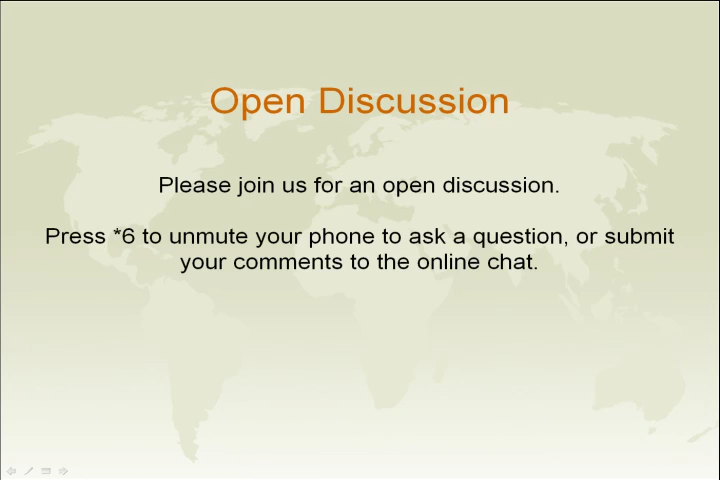 Open Discussion
Please join us for an open discussion.
Press *6 to unmute your phone to ask a question, or submit
your comments to the online chat.